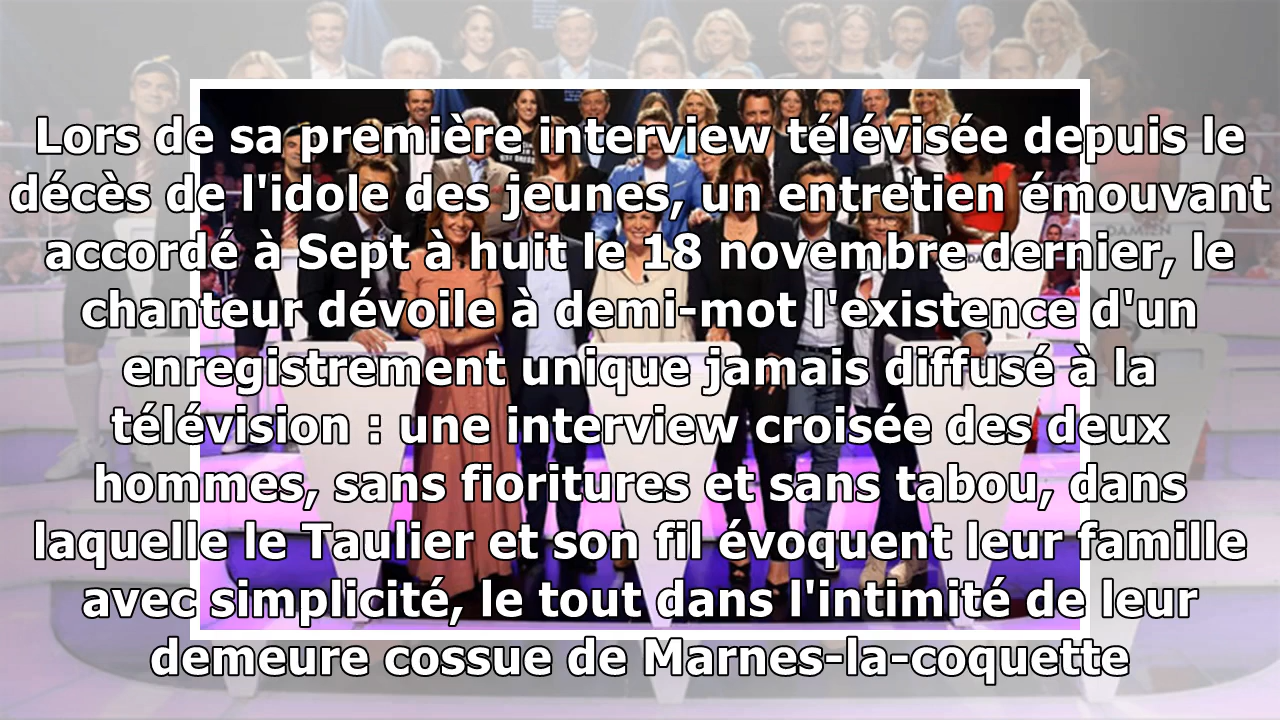 Lors de sa première interview télévisée depuis le
décès de l'idole des jeunes, un entretien émouvant
accordé à Sept à huit le 18 novembre dernier, le
chanteur dévoile à demi-mot l'existence d'un
enregistrement unique jamais diffusé à la
télévision : une interview croisée des deux
hommes, sans fioritures et sans tabou, dans
laquelle le Taulier et son fil évoquent leur famille
avec simplicité, le tout dans l'intimité de leur
demeure cossue de Marnes-la-coquette
DAMIEN